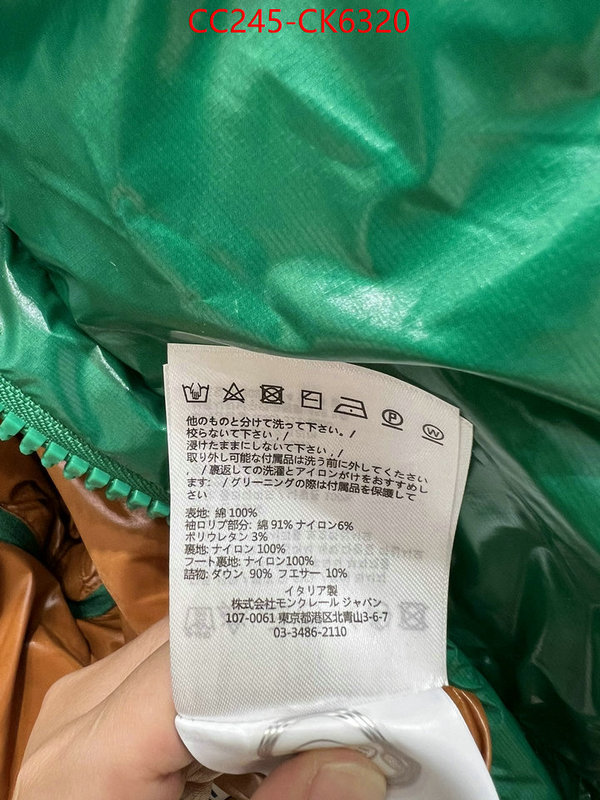 CC245-CK6320
他のものと分けて洗って下さい。/
絞らないて下さい , /
浸けたままにしないて下さい , /
取り外し可能な付属品は洗う前に外してください
, / 裏返しての洗濯とアイロンがけをおすすめし
ます: / グリーニングの際は付属品を保護して
さい
表地: 綿 100%
袖口リブ部分: 綿 91% ナイロン6%
ポリウレタン 3%
裏地: ナイロン 100%
フート裏地: ナイロン100%
詰物: ダウン 90% フエサー 10%
イタリア製
株式会社モンクレール ジャパン
107-0061 東京都港区北青山3-6-7
03-3486-2110